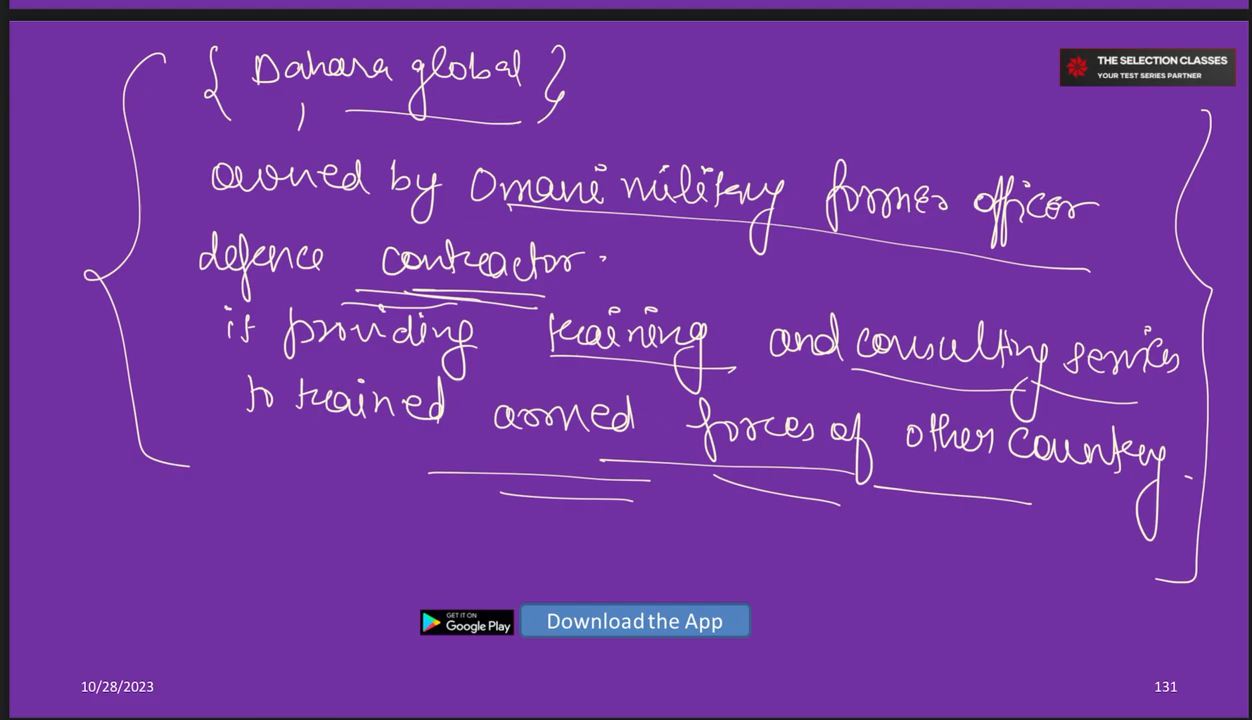 { Dahara global }
THE SELECTION CLASSES
YOUR TEST SERIES PARTNER
owned by Omani military former officer
defence contractor.
it providing training and consulting services
to trained armed forces of other country.
GET IT ON
Google Play
Download the App
10/28/2023
131